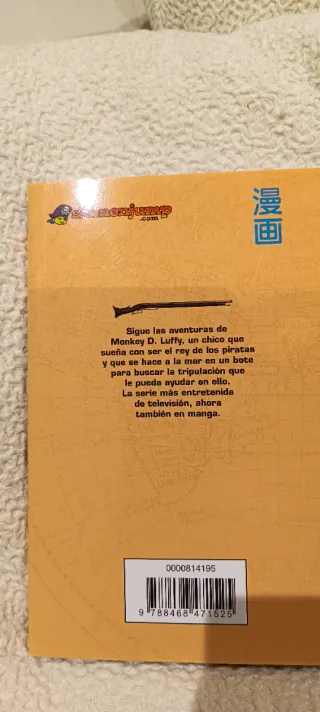 shonenjump
.com
漫画
Sigue las aventuras de
Monkey D. Luffy, un chico que
sueña con ser el rey de los piratas
y que se hace a la mar en un bote
para buscar la tripulación que
le pueda ayudar en ello.
La serie más entretenida
de televisión, ahora
también en manga.
0000814195
9 788468 471525